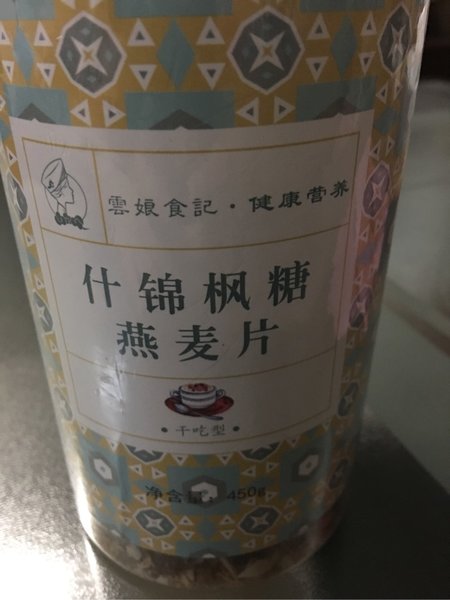 雲娘食記·健康营养
什锦枫糖
燕麦片
·干吃型·
净含量：450g